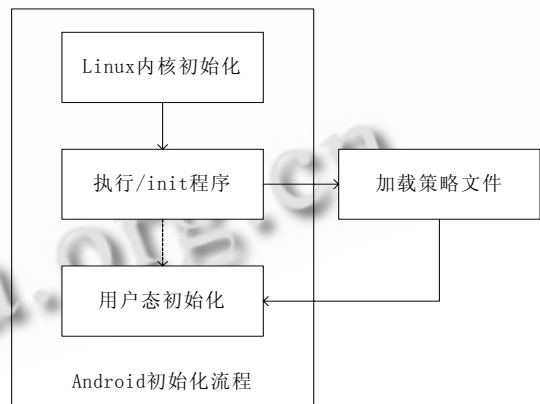 Linux内核初始化
执行/init程序
加载策略文件
用户态初始化
Android初始化流程